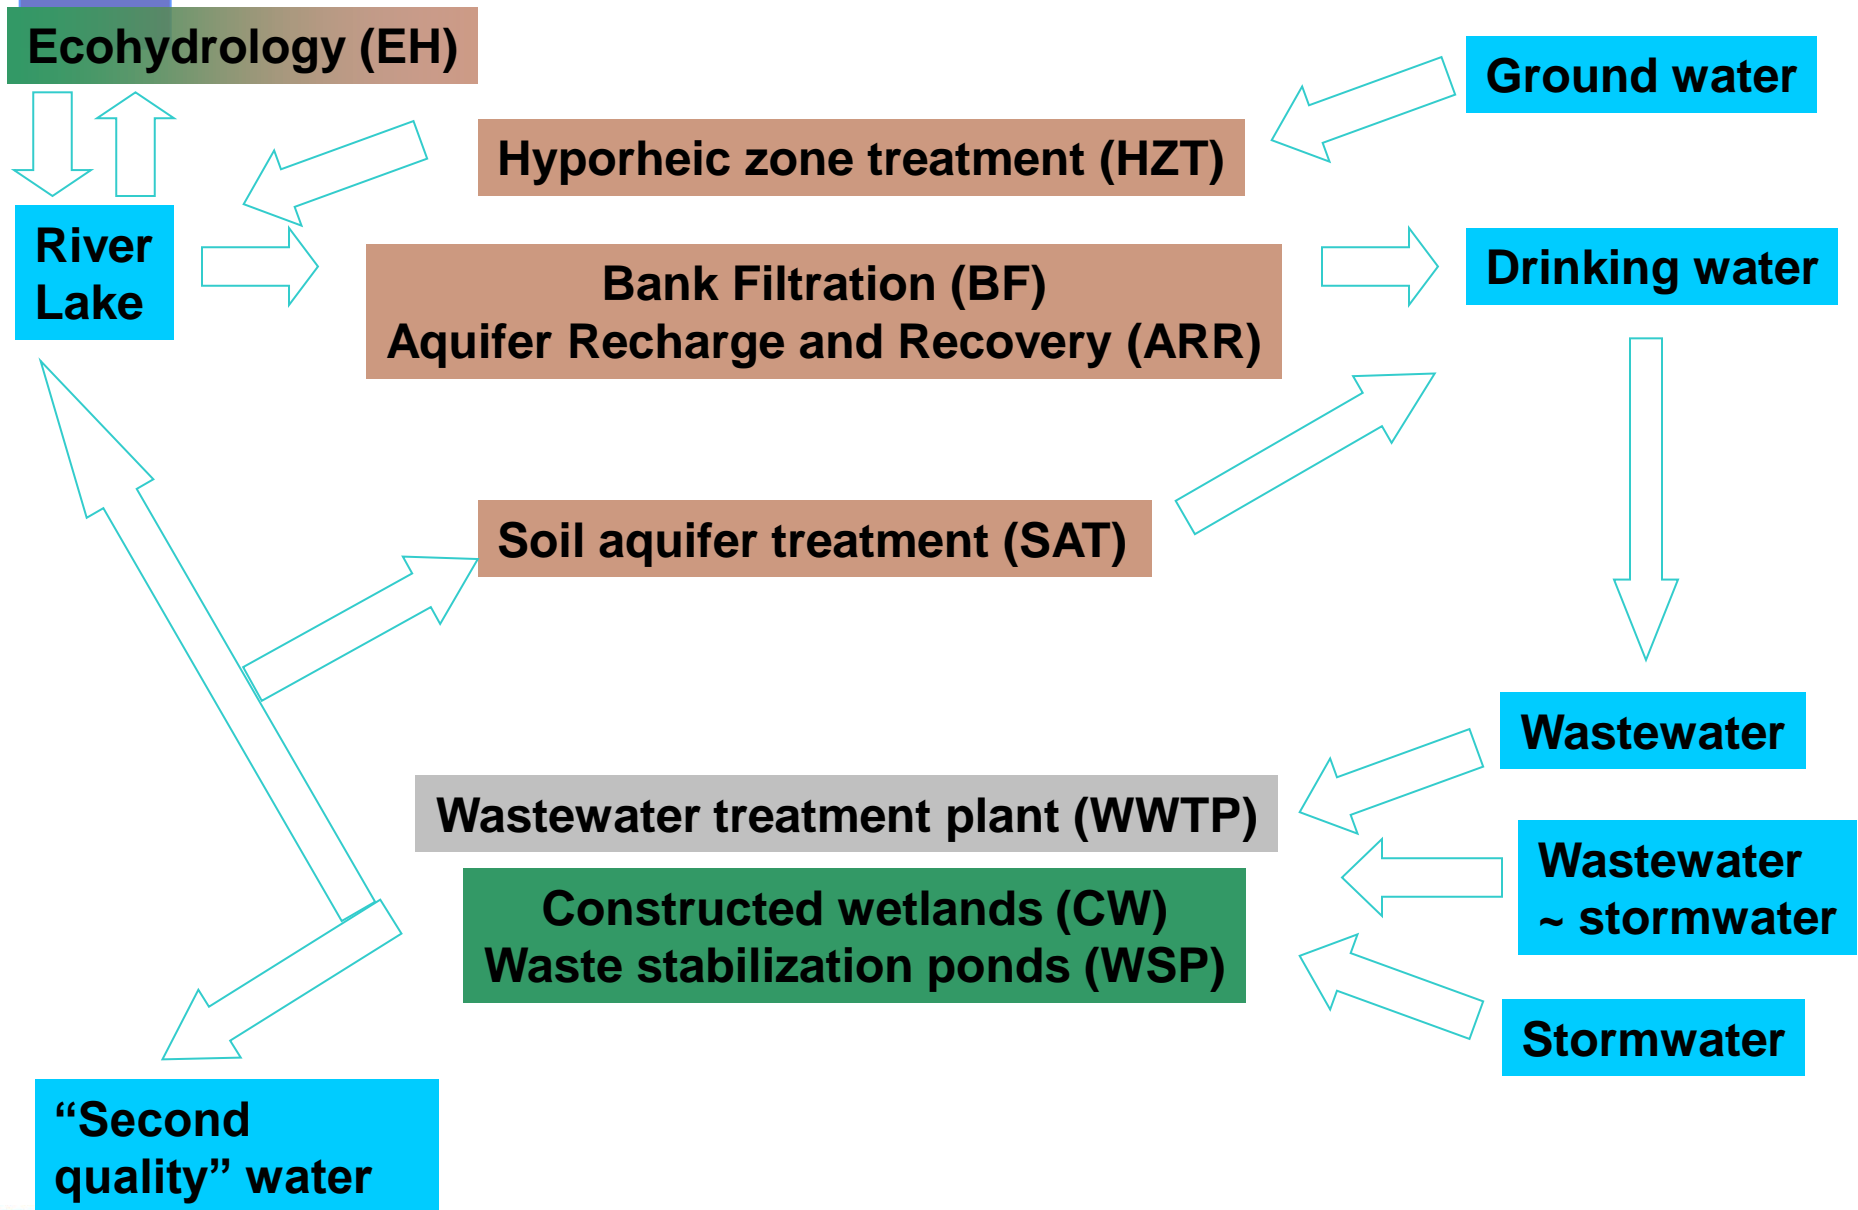 Ecohydrology (EH)
Ground water
Hyporheic zone treatment (HZT)
River
Lake
Bank Filtration (BF)
Aquifer Recharge and Recovery (ARR)
Drinking water
Soil aquifer treatment (SAT)
Wastewater
Wastewater treatment plant (WWTP)
Wastewater
~ stormwater
Constructed wetlands (CW)
Waste stabilization ponds (WSP)
Stormwater
“Second
quality” water